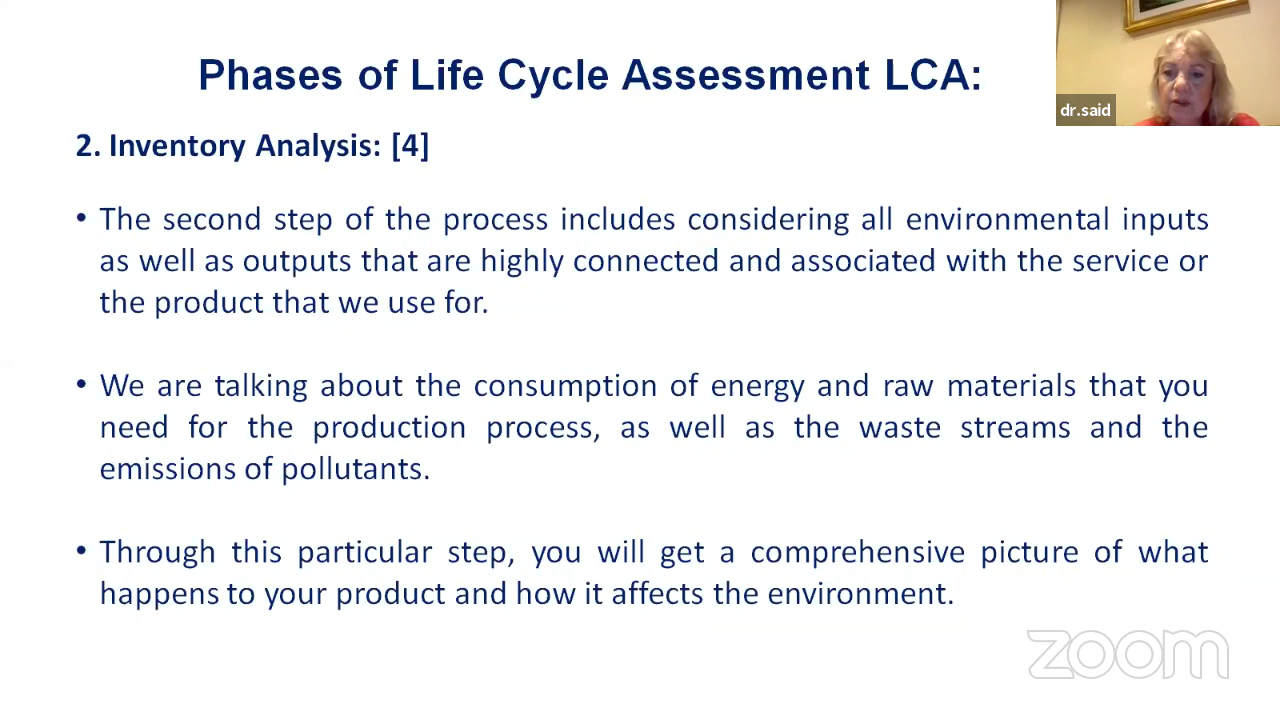 Phases of Life Cycle Assessment LCA:
dr.said
2. Inventory Analysis: [4]
• The second step of the process includes considering all environmental inputs
as well as outputs that are highly connected and associated with the service or
the product that we use for.
• We are talking about the consumption of energy and raw materials that you
need for the production process, as well as the waste streams and the
emissions of pollutants.
• Through this particular step, you will get a comprehensive picture of what
happens to your product and how it affects the environment.
zoom